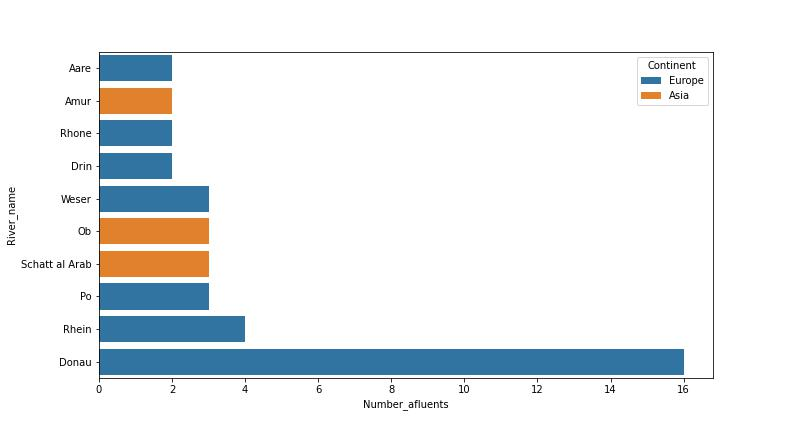 Continent
Europe
Asia
River_name
Aare
Amur
Rhone
Drin
Weser
Ob
Schatt al Arab
Po
Rhein
Donau
0 2 4 6 8 10 12 14 16
Number_afluents